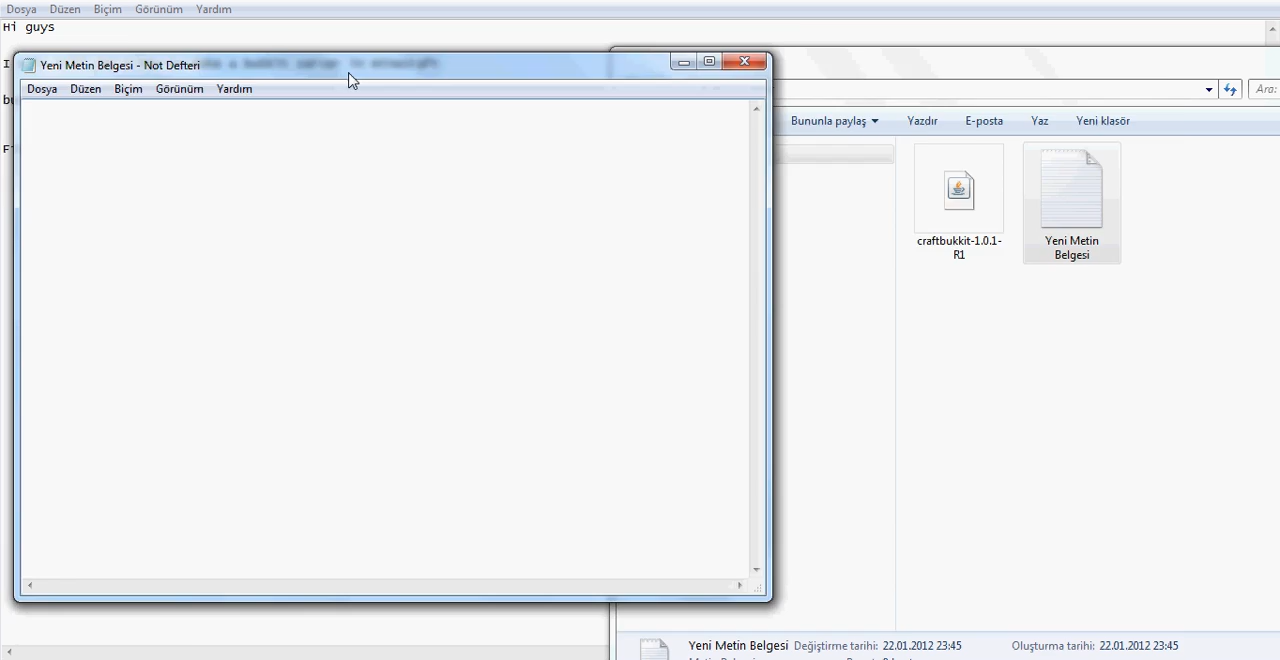 Dosya Düzen Biçim Görünüm Yardım
Hi guys
Yeni Metin Belgesi - Not Defteri
Dosya Düzen Biçim Görünüm Yardım
Ara:
Bununla paylaş Yazdır E-posta Yaz Yeni klasör
craftbukkit-1.0.1-
R1
Yeni Metin
Belgesi
Yeni Metin Belgesi Değiştirme tarihi: 22.01.2012 23:45 Oluşturma tarihi: 22.01.2012 23:45